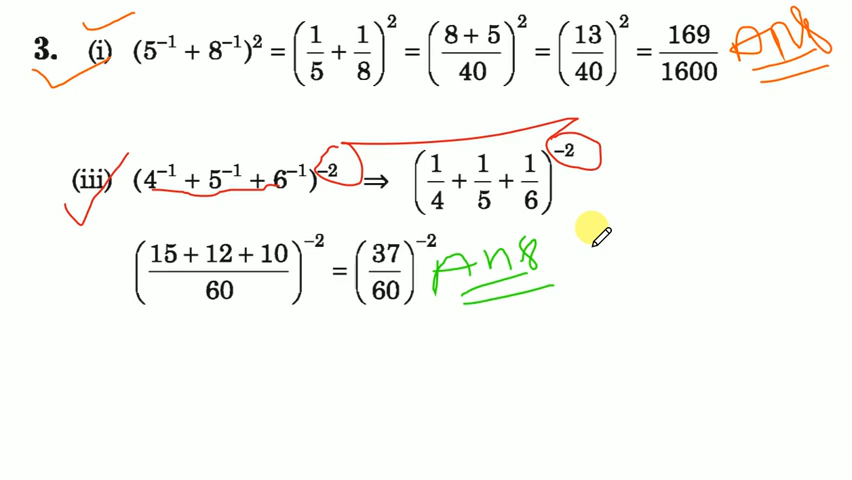 3. (i) (5⁻¹ + 8⁻¹)² = (1/5 + 1/8)² = ((8 + 5)/40)² = (13/40)² = 169/1600 Ans
(iii) (4⁻¹ + 5⁻¹ + 6⁻¹)⁻² ⇒ (1/4 + 1/5 + 1/6)⁻²
((15 + 12 + 10)/60)⁻² = (37/60)⁻² Ans